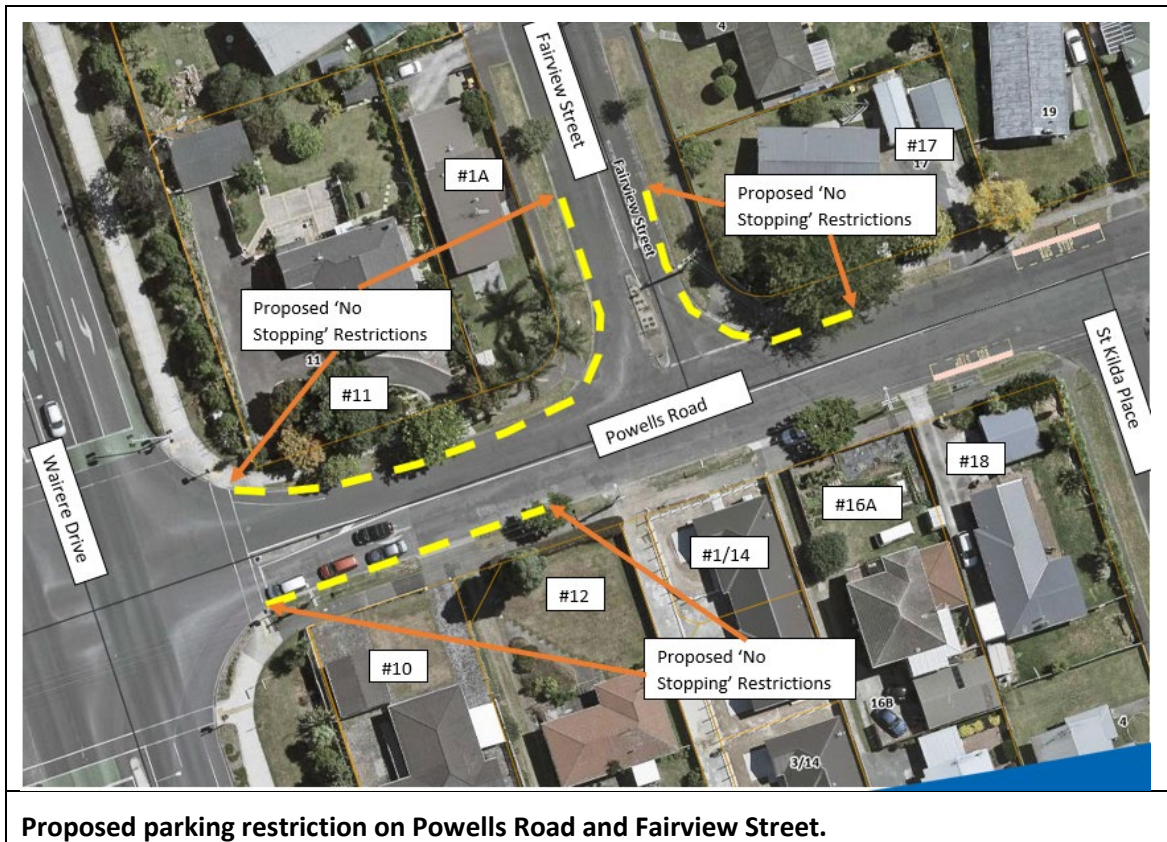 Fairview Street
4
#1A
Fairview Street
#17
17
19
Proposed 'No
Stopping' Restrictions
Proposed 'No
Stopping' Restrictions
11
#11
Powells Road
St Kilda Place
Wairere Drive
#18
#16A
#1/14
#12
#10
Proposed 'No
Stopping' Restrictions
16B
4
3/14
Proposed parking restriction on Powells Road and Fairview Street.